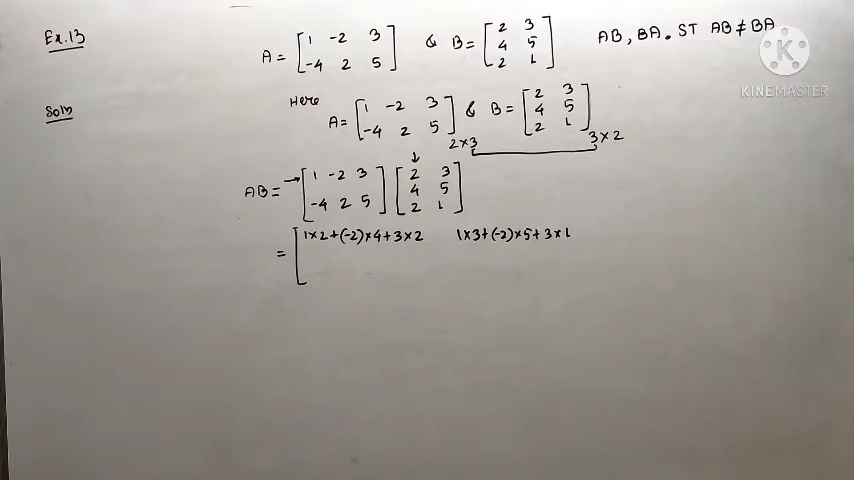 Ex.13 A = [1 -2 3 & B = [2 3 AB, BA. ST AB ≠ BA
-4 2 5] 4 5
2 1]
KINEMASTER
Soln Here A = [1 -2 3 & B = [2 3
-4 2 5] 4 5
2×3 2 1] 3×2
AB = → [1 -2 3 [↓ 2 3
-4 2 5] 4 5
2 1]
= [1×2+(-2)×4+3×2 1×3+(-2)×5+3×1